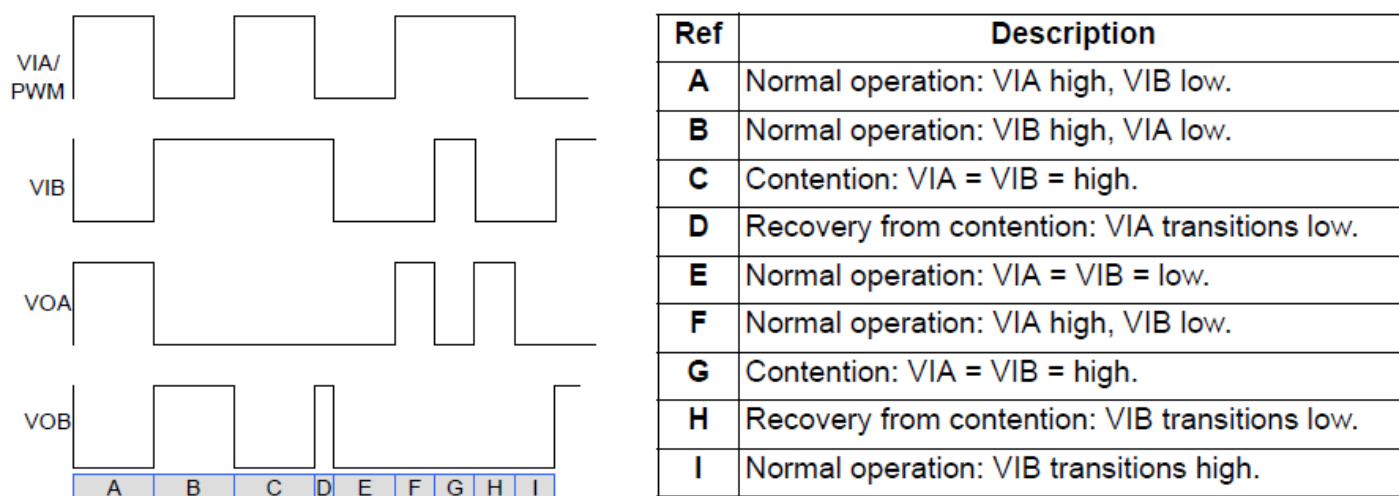 VIA/
PWM
VIB
VOA
VOB
A B C D E F G H I
Ref Description
A Normal operation: VIA high, VIB low.
B Normal operation: VIB high, VIA low.
C Contention: VIA = VIB = high.
D Recovery from contention: VIA transitions low.
E Normal operation: VIA = VIB = low.
F Normal operation: VIA high, VIB low.
G Contention: VIA = VIB = high.
H Recovery from contention: VIB transitions low.
I Normal operation: VIB transitions high.